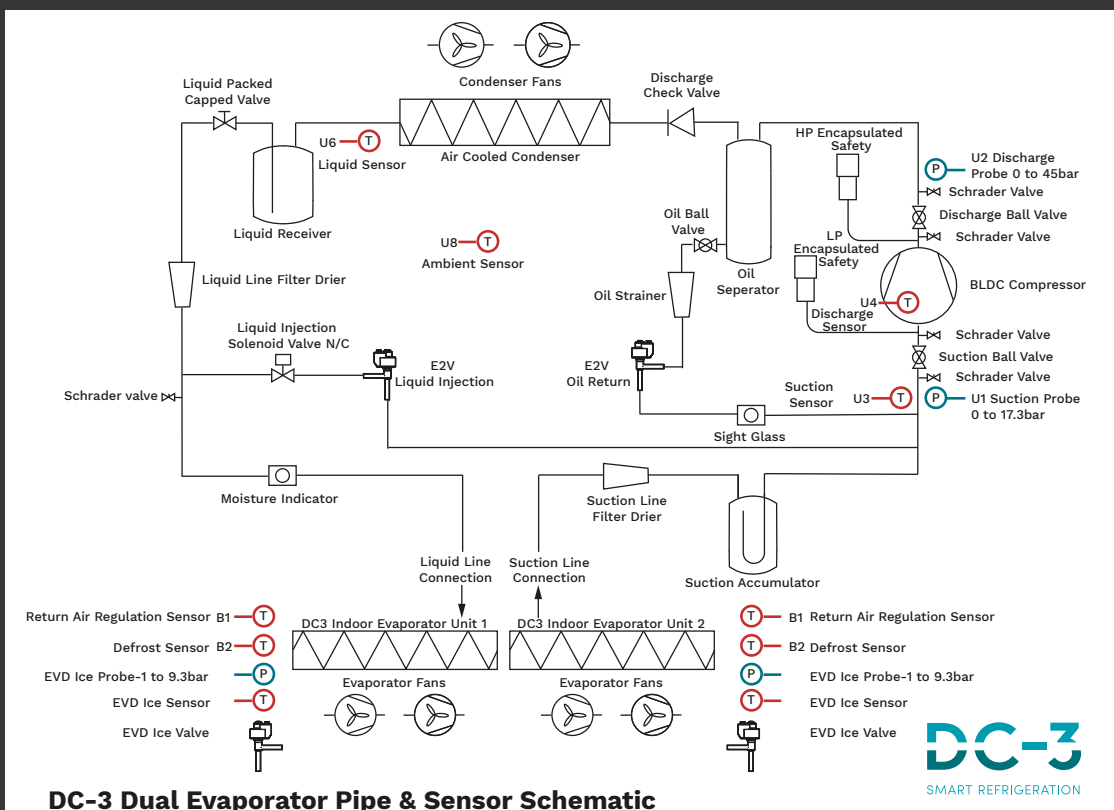 Condenser Fans
Liquid Packed
Capped Valve
Discharge
Check Valve
U6
T
Liquid Sensor
Air Cooled Condenser
HP Encapsulated
Safety
P
U2 Discharge
Probe 0 to 45bar
Schrader Valve
Discharge Ball Valve
Schrader Valve
Liquid Receiver
U8
T
Ambient Sensor
Oil Ball
Valve
LP
Encapsulated
Safety
Liquid Line Filter Drier
Oil
Seperator
Oil Strainer
BLDC Compressor
U4
T
Discharge
Sensor
Liquid Injection
Solenoid Valve N/C
E2V
Liquid Injection
E2V
Oil Return
Schrader Valve
Suction Ball Valve
Schrader Valve
Schrader valve
Suction
Sensor
U3
T
P
U1 Suction Probe
0 to 17.3bar
Sight Glass
Moisture Indicator
Suction Line
Filter Drier
Liquid Line
Connection
Suction Line
Connection
Suction Accumulator
Return Air Regulation Sensor B1
T
Defrost Sensor B2
T
EVD Ice Probe-1 to 9.3bar
P
EVD Ice Sensor
T
EVD Ice Valve
DC3 Indoor Evaporator Unit 1
Evaporator Fans
DC3 Indoor Evaporator Unit 2
Evaporator Fans
T
B1 Return Air Regulation Sensor
T
B2 Defrost Sensor
P
EVD Ice Probe-1 to 9.3bar
T
EVD Ice Sensor
EVD Ice Valve
DC-3
SMART REFRIGERATION
DC-3 Dual Evaporator Pipe & Sensor Schematic